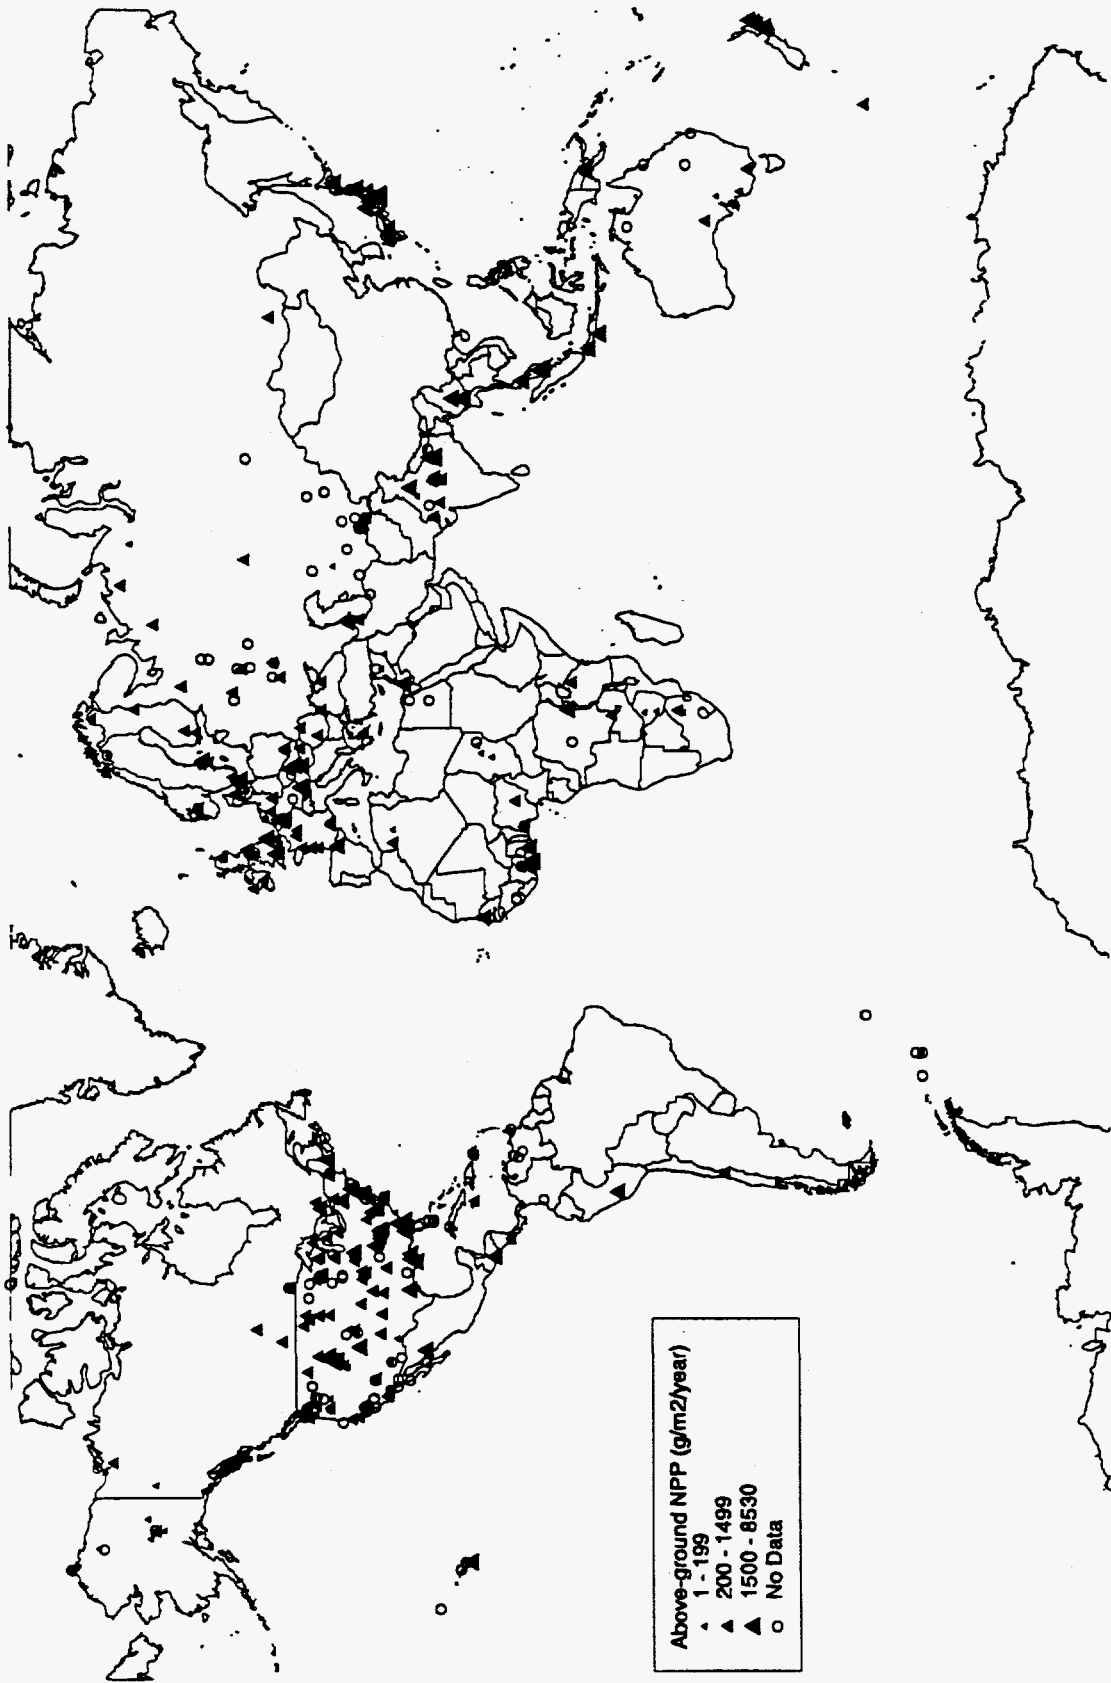 Above-ground NPP (g/m2/year)
1 - 199
200 - 1499
1500 - 8530
No Data